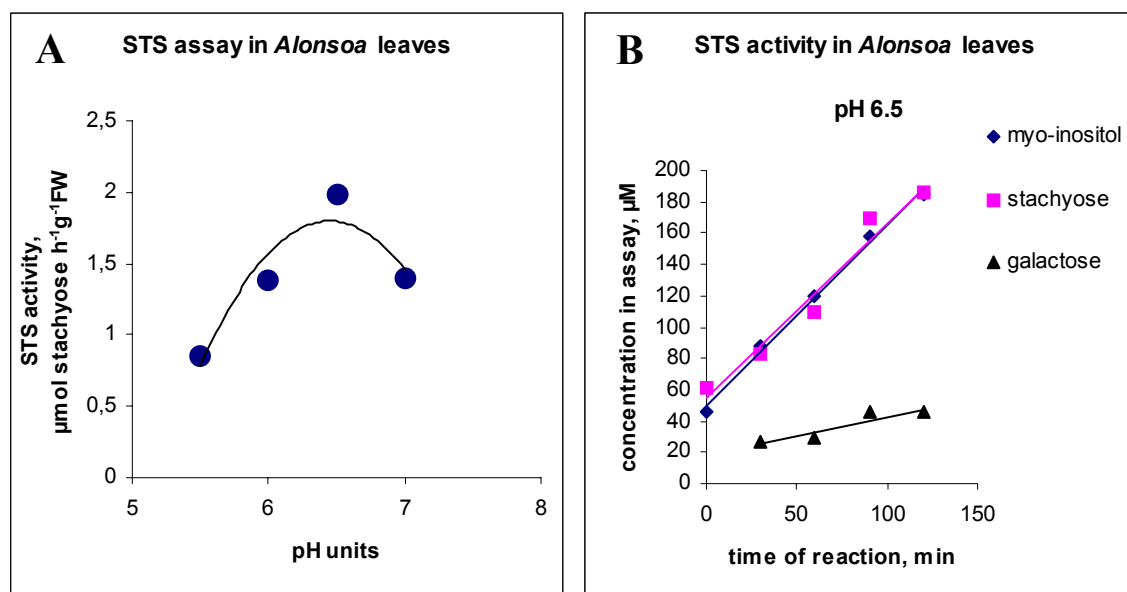 A
STS assay in Alonsoa leaves
STS activity,
µmol stachyose h-1g-1FW
2,5
2
1,5
1
0,5
0
5
6
7
8
pH units
B
STS activity in Alonsoa leaves
pH 6.5
myo-inositol
stachyose
galactose
concentration in assay, µM
200
180
160
140
120
100
80
60
40
20
0
0
50
100
150
time of reaction, min